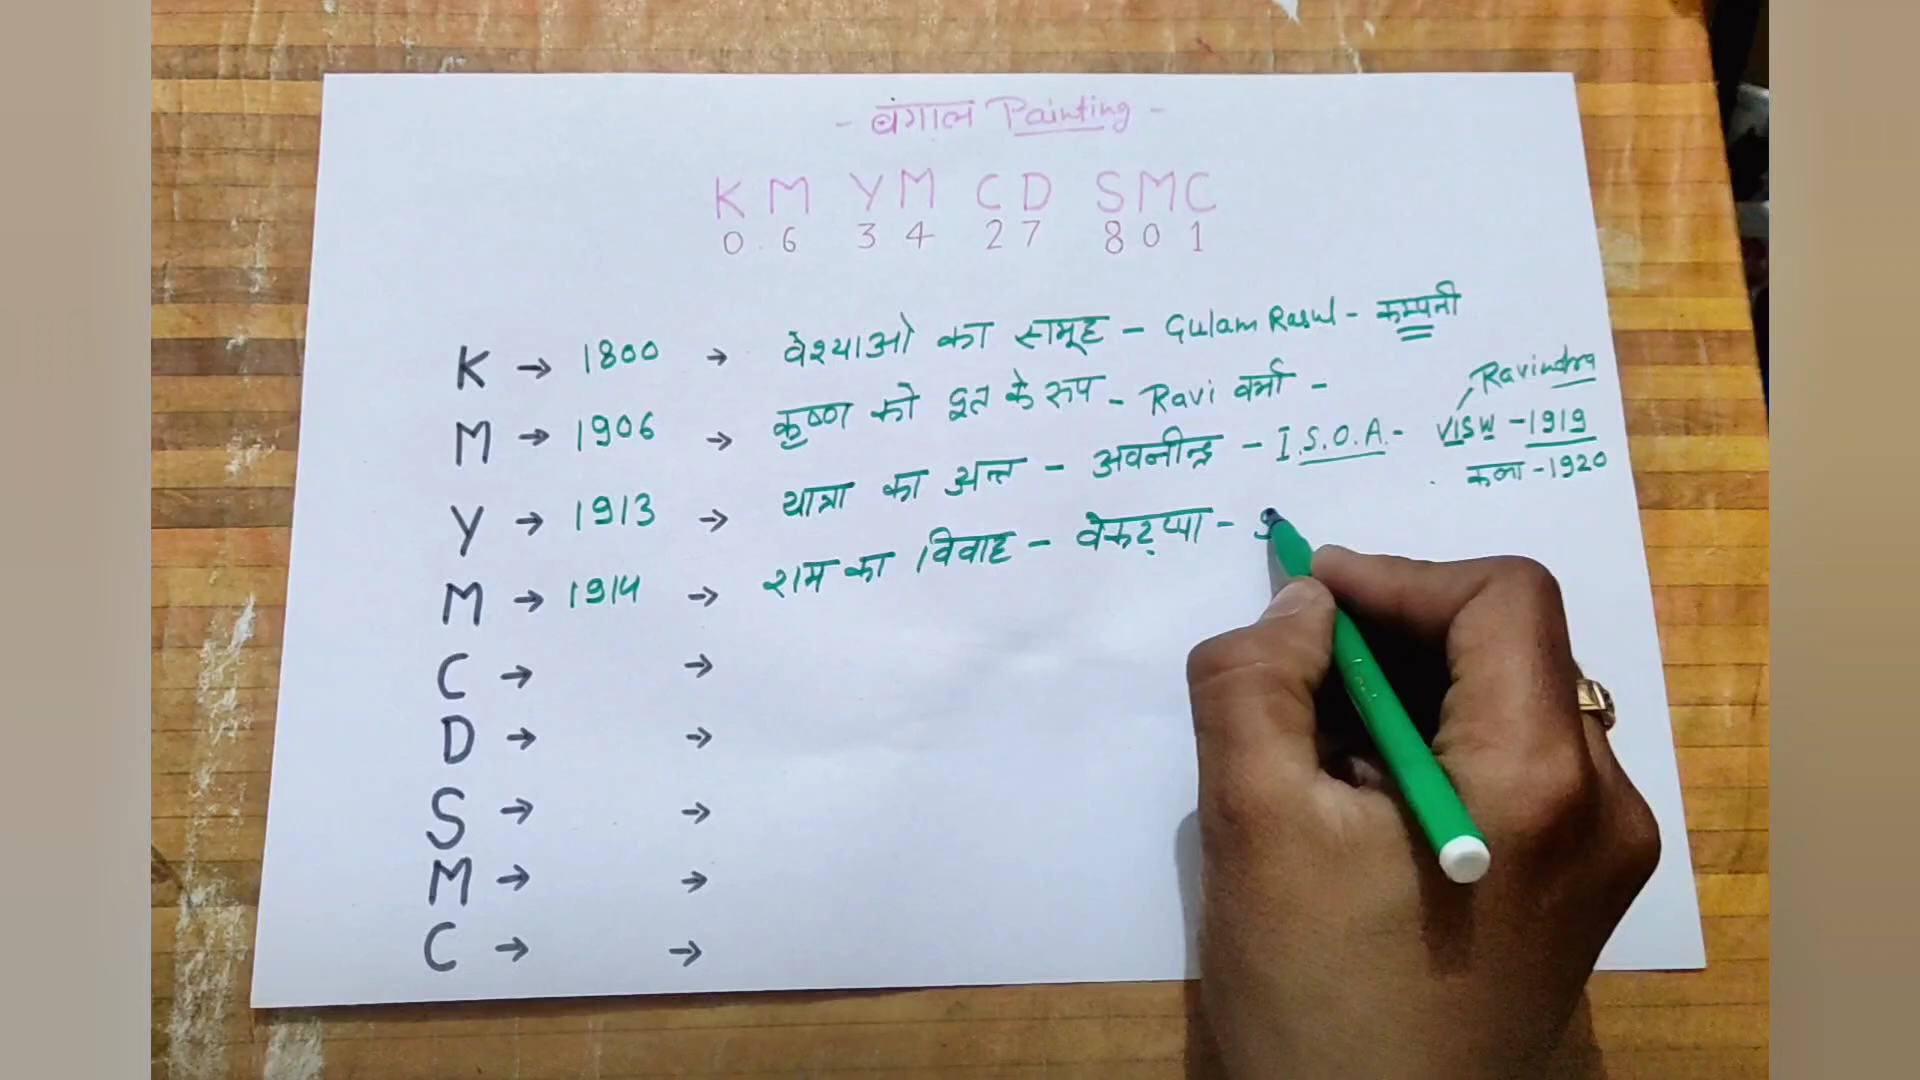 - बंगाल Painting -
K M Y M C D S M C
0 . 6 3 4 2 7 8 0 1
K → 1800 → वेश्याओ का समूह - Gulam Rasul - कम्पनी
M → 1906 → कृष्ण को दूत के रुप - Ravi वर्मा -
Ravindra
Y → 1913 → यात्रा का अन्त - अवनीन्द्र - I.S.O.A. - VISW - 1919
कला - 1920
M → 1914 → राम का विवाह - वेंकटप्पा -
C → →
D → →
S → →
M → →
C → →